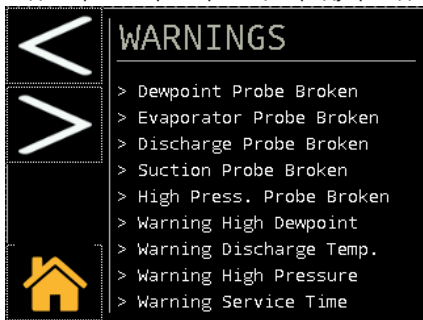 WARNINGS
> Dewpoint Probe Broken
> Evaporator Probe Broken
> Discharge Probe Broken
> Suction Probe Broken
> High Press. Probe Broken
> Warning High Dewpoint
> Warning Discharge Temp.
> Warning High Pressure
> Warning Service Time